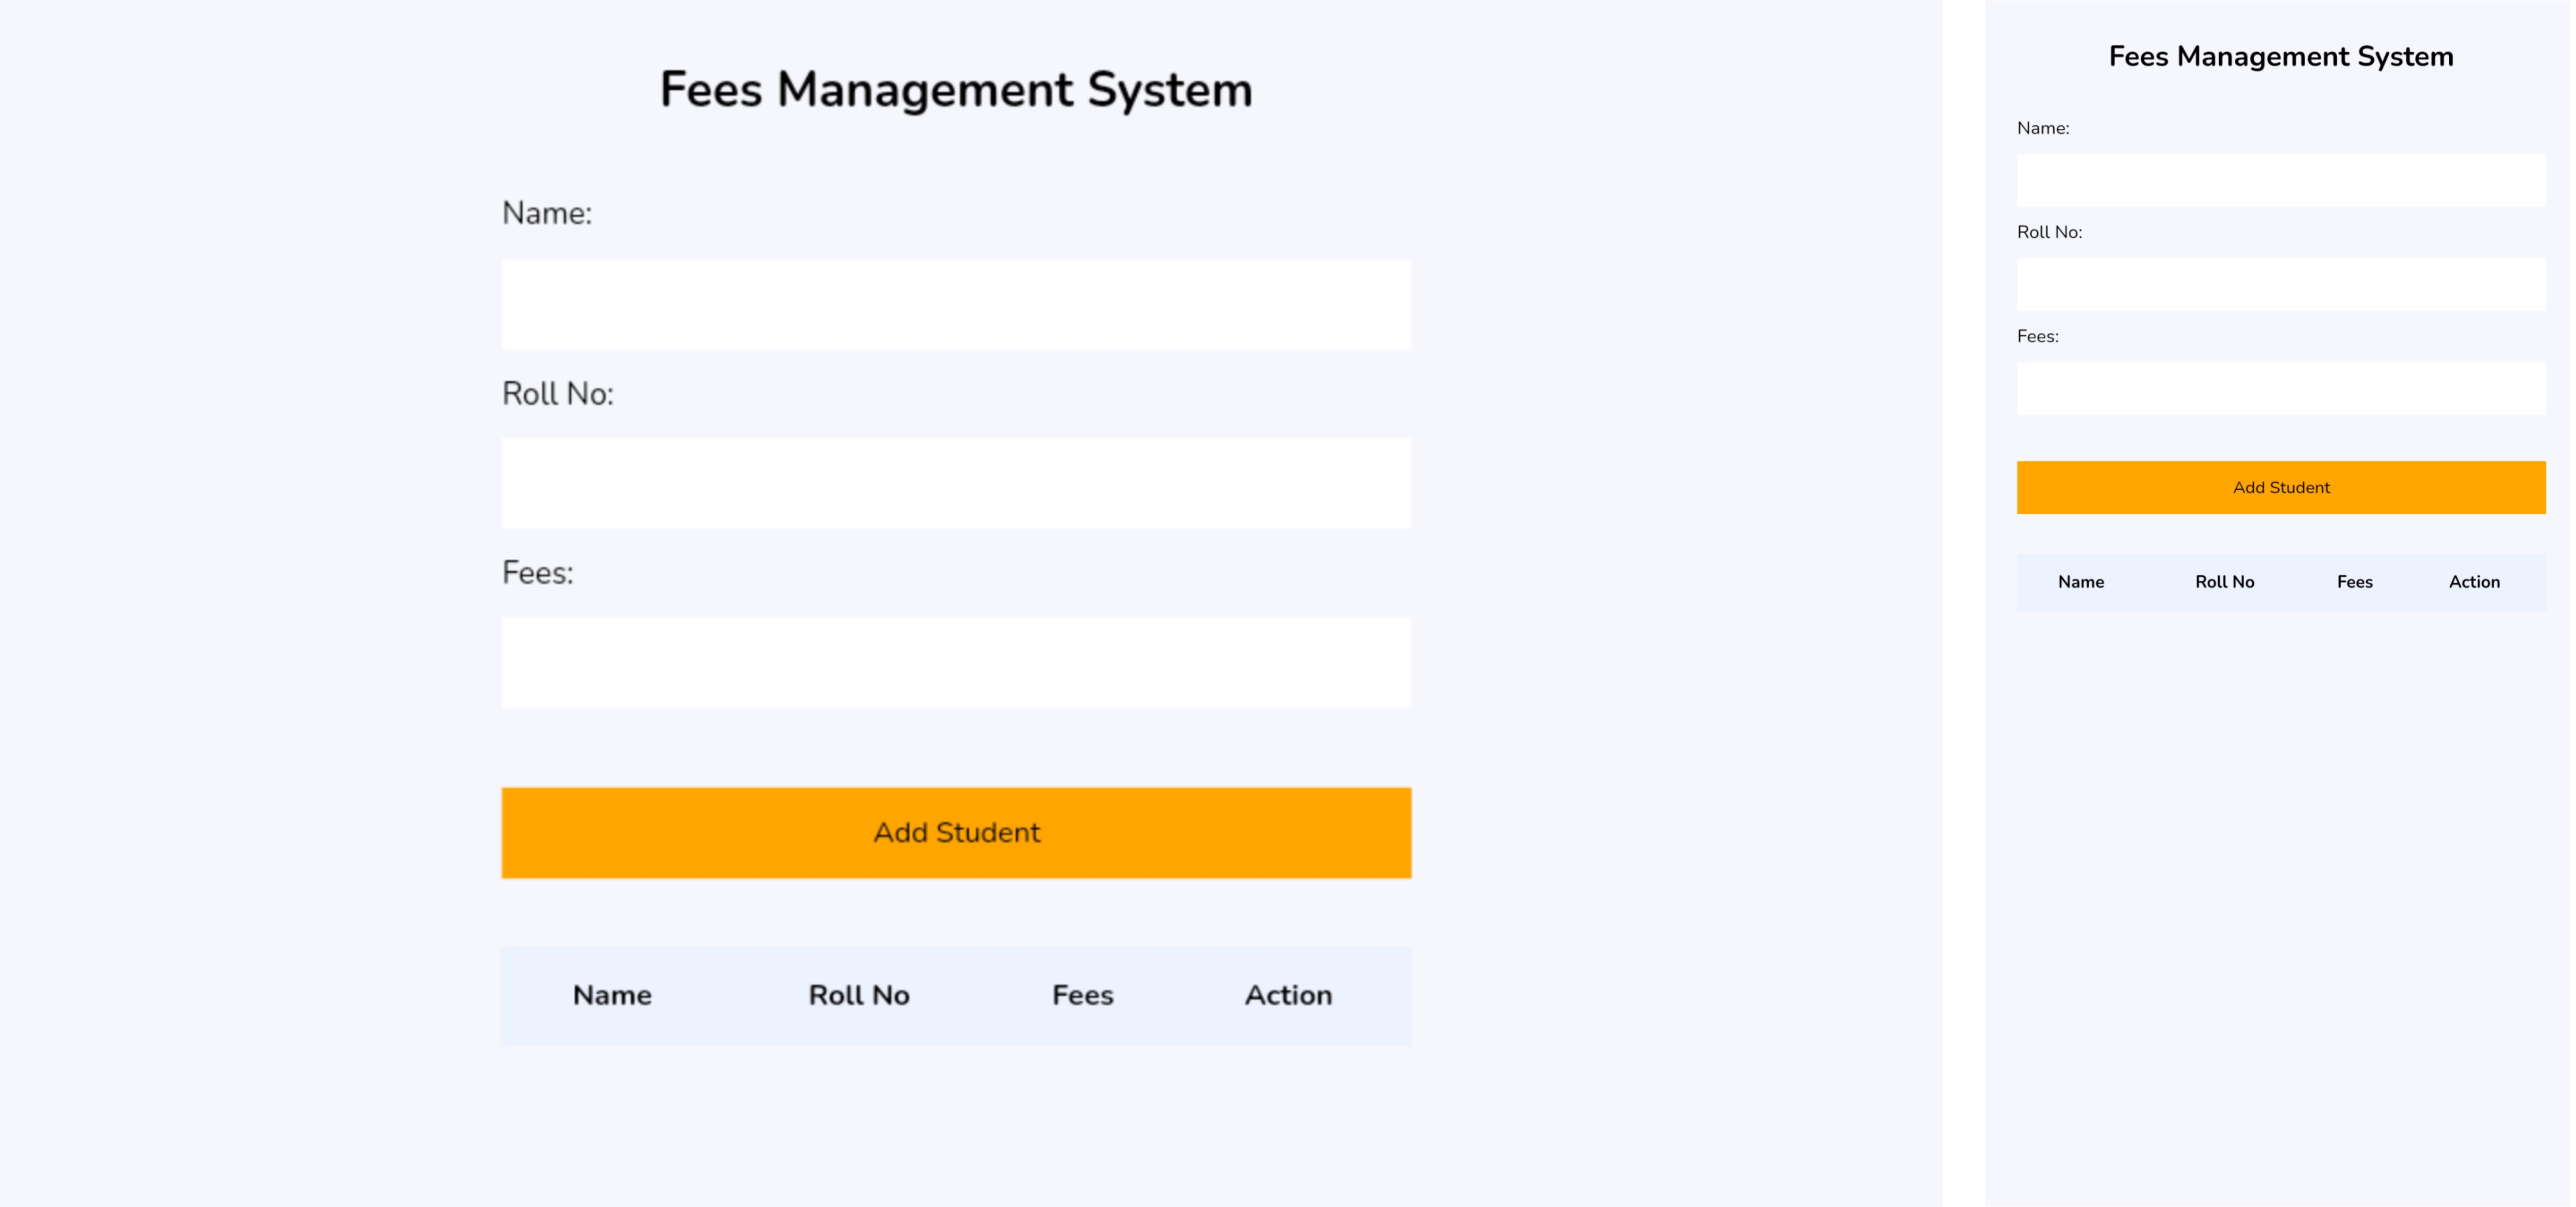 Fees Management System
Name:
Roll No:
Fees:
Add Student
Name Roll No Fees Action
Fees Management System
Name:
Roll No:
Fees:
Add Student
Name Roll No Fees Action